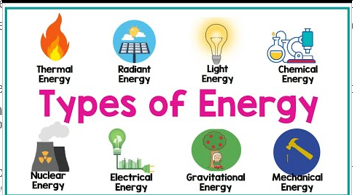 Thermal Energy
Radiant Energy
Light Energy
Chemical Energy
Types of Energy
Nuclear Energy
Electrical Energy
Gravitational Energy
Mechanical Energy